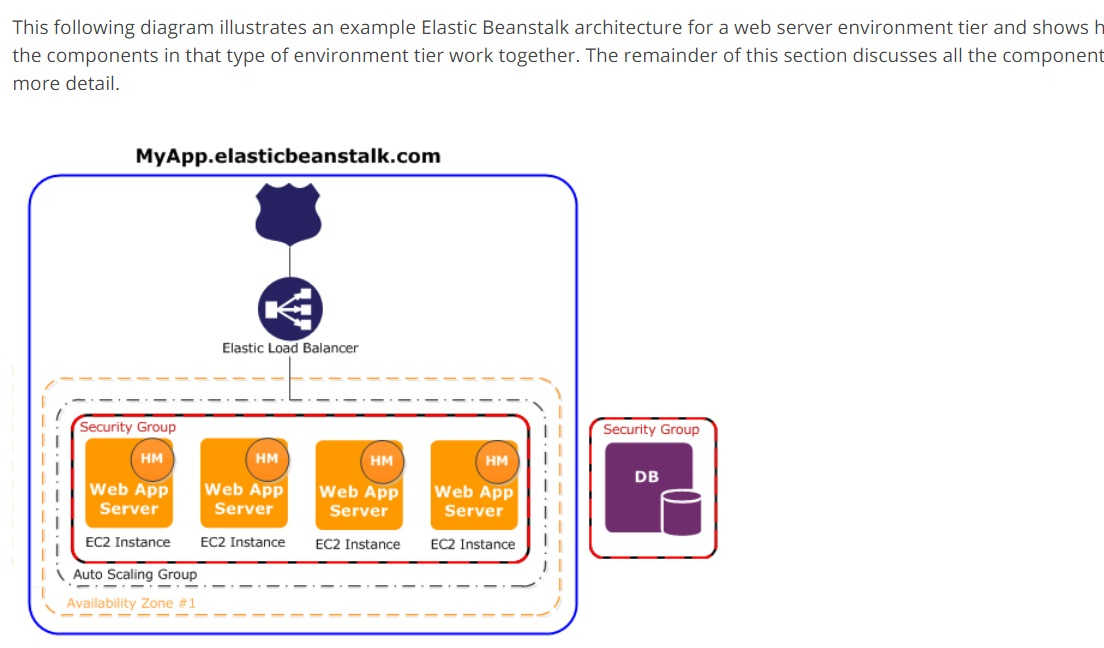 This following diagram illustrates an example Elastic Beanstalk architecture for a web server environment tier and shows
the components in that type of environment tier work together. The remainder of this section discusses all the component
more detail.
MyApp.elasticbeanstalk.com
Elastic Load Balancer
Security Group
HM
Web App
Server
EC2 Instance
HM
Web App
Server
EC2 Instance
HM
Web App
Server
EC2 Instance
HM
Web App
Server
EC2 Instance
Auto Scaling Group
Availability Zone #1
Security Group
DB